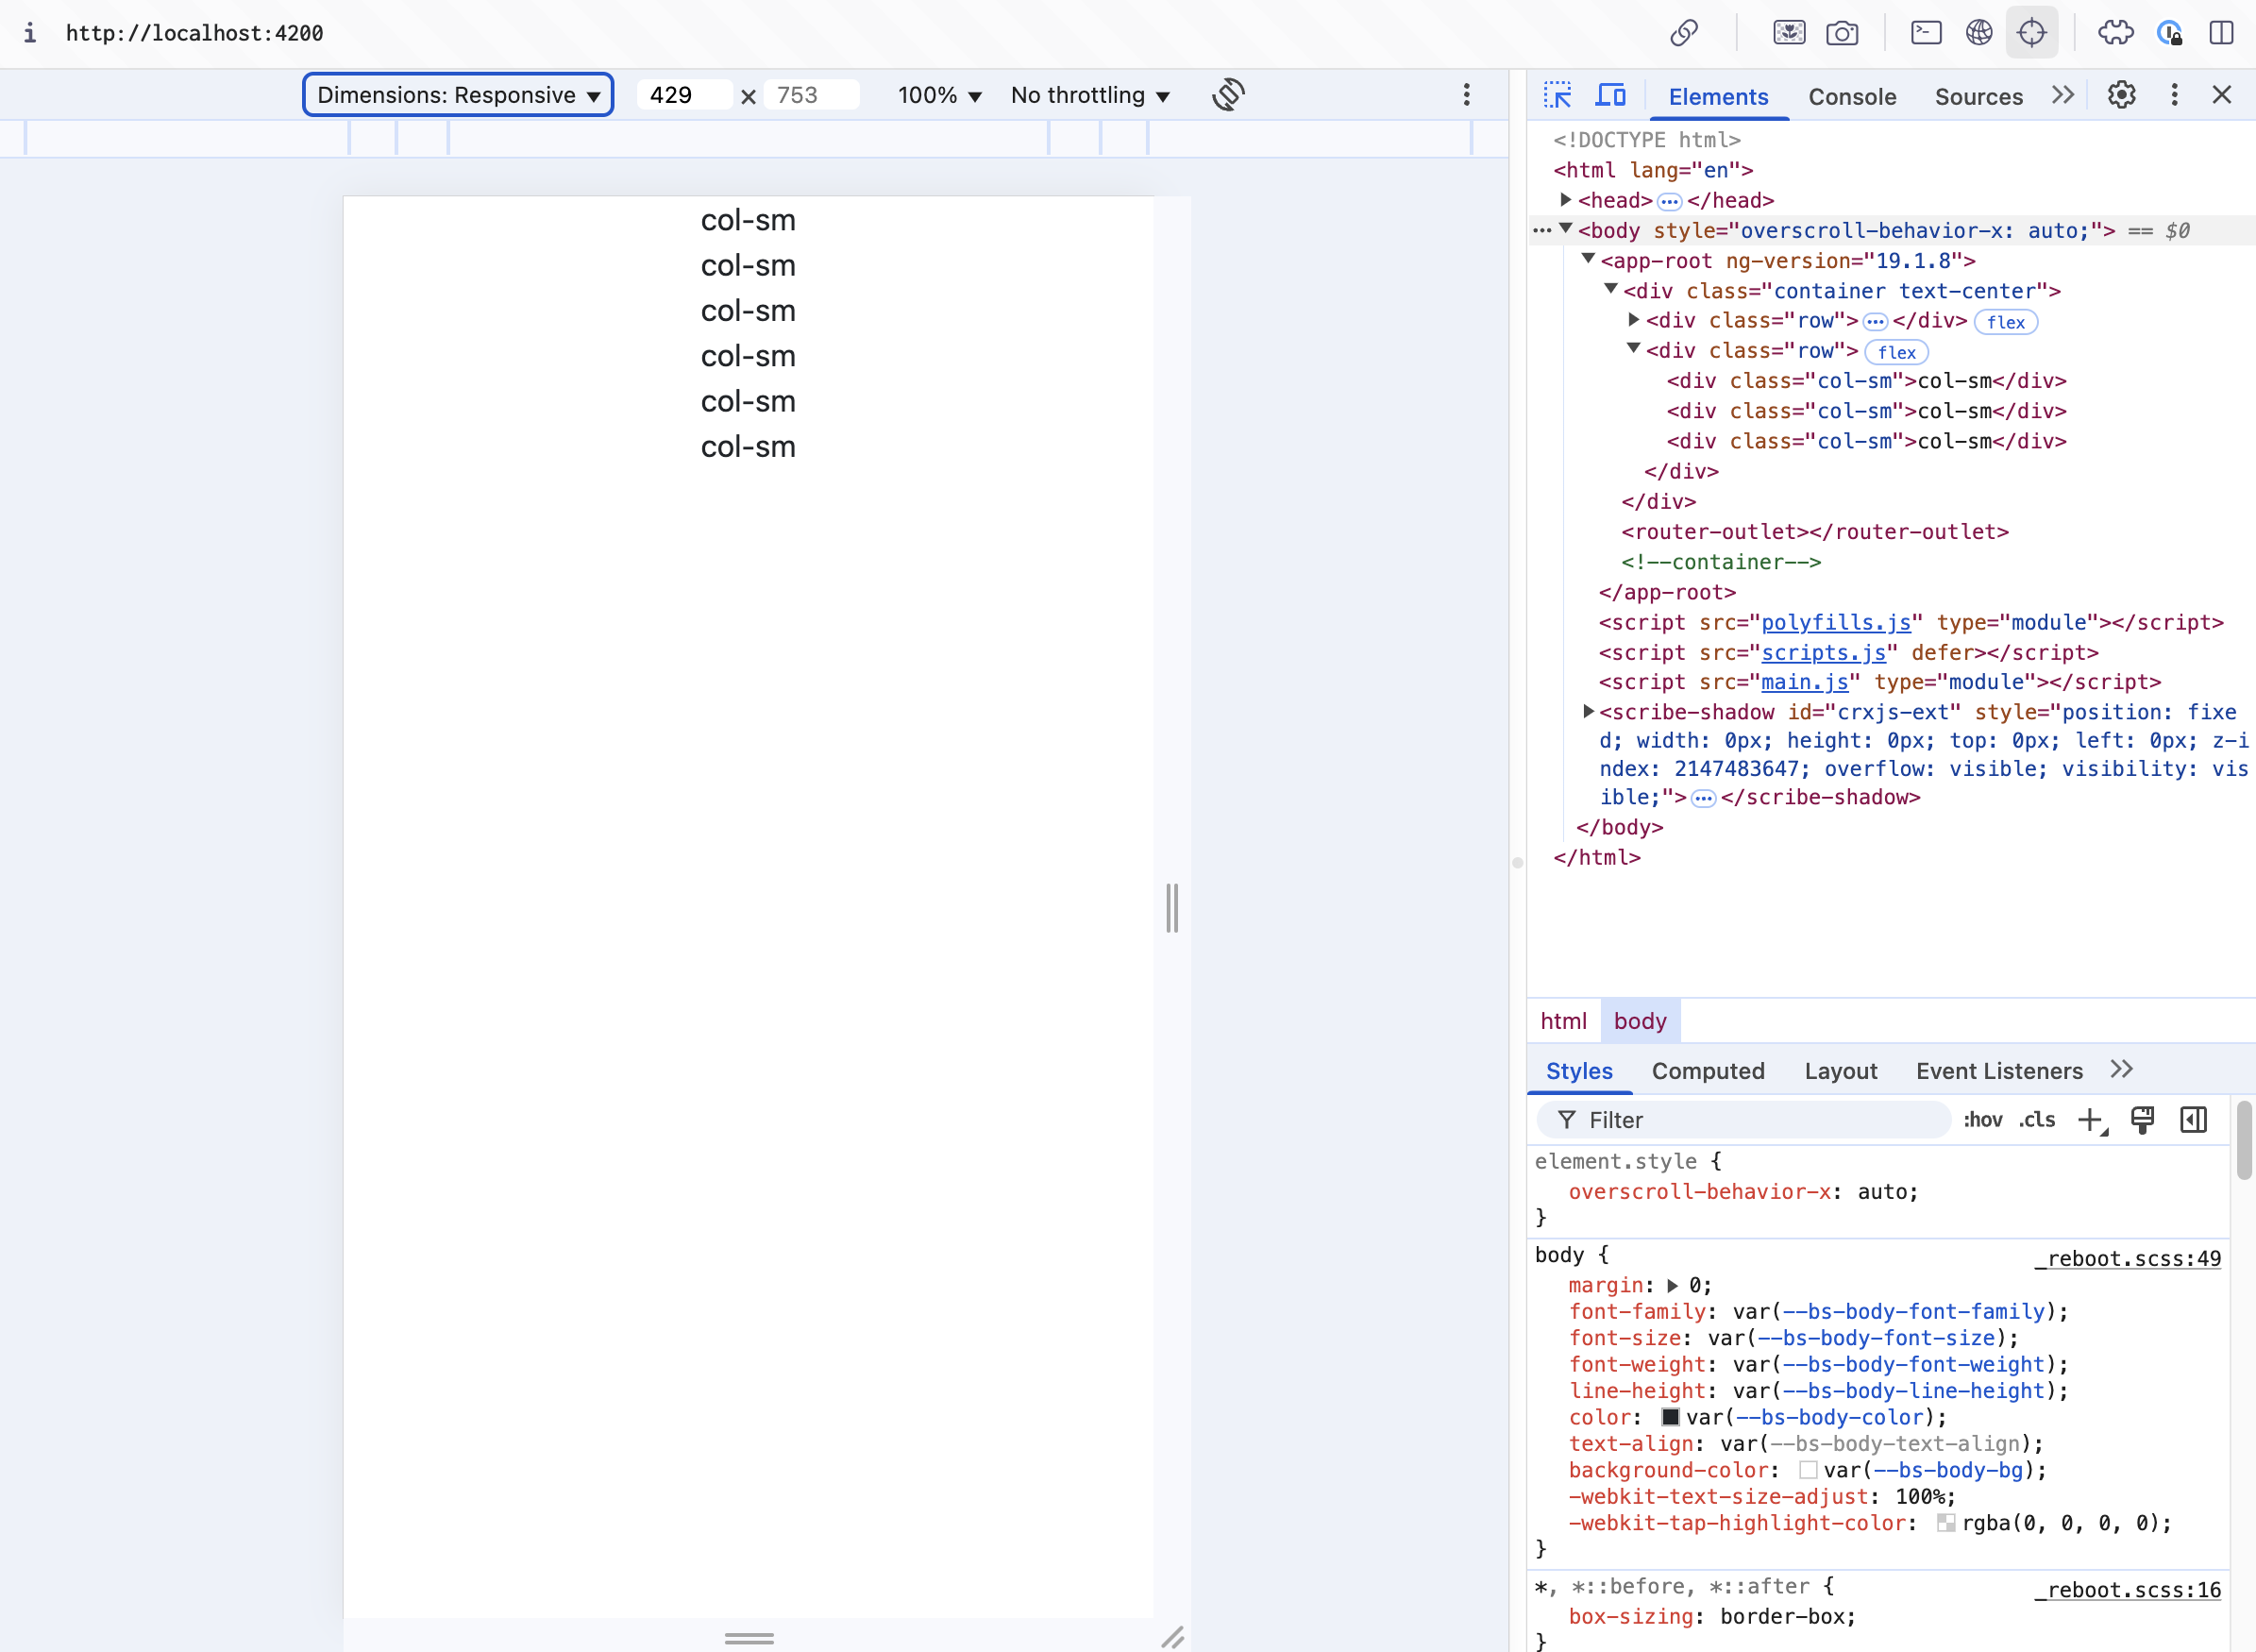 http://localhost:4200
Dimensions: Responsive ▼ 429 × 753 100% ▼ No throttling ▼
Elements Console Sources
col-sm
col-sm
col-sm
col-sm
col-sm
col-sm
<!DOCTYPE html>
<html lang="en">
<head>…</head>
<body style="overscroll-behavior-x: auto;"> == $0
<app-root ng-version="19.1.8">
<div class="container text-center">
<div class="row">…</div> flex
<div class="row"> flex
<div class="col-sm">col-sm</div>
<div class="col-sm">col-sm</div>
<div class="col-sm">col-sm</div>
</div>
</div>
<router-outlet></router-outlet>
<!--container-->
</app-root>
<script src="polyfills.js" type="module"></script>
<script src="scripts.js" defer></script>
<script src="main.js" type="module"></script>
<scribe-shadow id="crxjs-ext" style="position: fixe
d; width: 0px; height: 0px; top: 0px; left: 0px; z-i
ndex: 2147483647; overflow: visible; visibility: vis
ible;">…</scribe-shadow>
</body>
</html>
html body
Styles Computed Layout Event Listeners
Filter :hov .cls
element.style {
overscroll-behavior-x: auto;
}
body { _reboot.scss:49
margin: ▶ 0;
font-family: var(--bs-body-font-family);
font-size: var(--bs-body-font-size);
font-weight: var(--bs-body-font-weight);
line-height: var(--bs-body-line-height);
color: var(--bs-body-color);
text-align: var(--bs-body-text-align);
background-color: var(--bs-body-bg);
-webkit-text-size-adjust: 100%;
-webkit-tap-highlight-color: rgba(0, 0, 0, 0);
}
*, *::before, *::after { _reboot.scss:16
box-sizing: border-box;
}